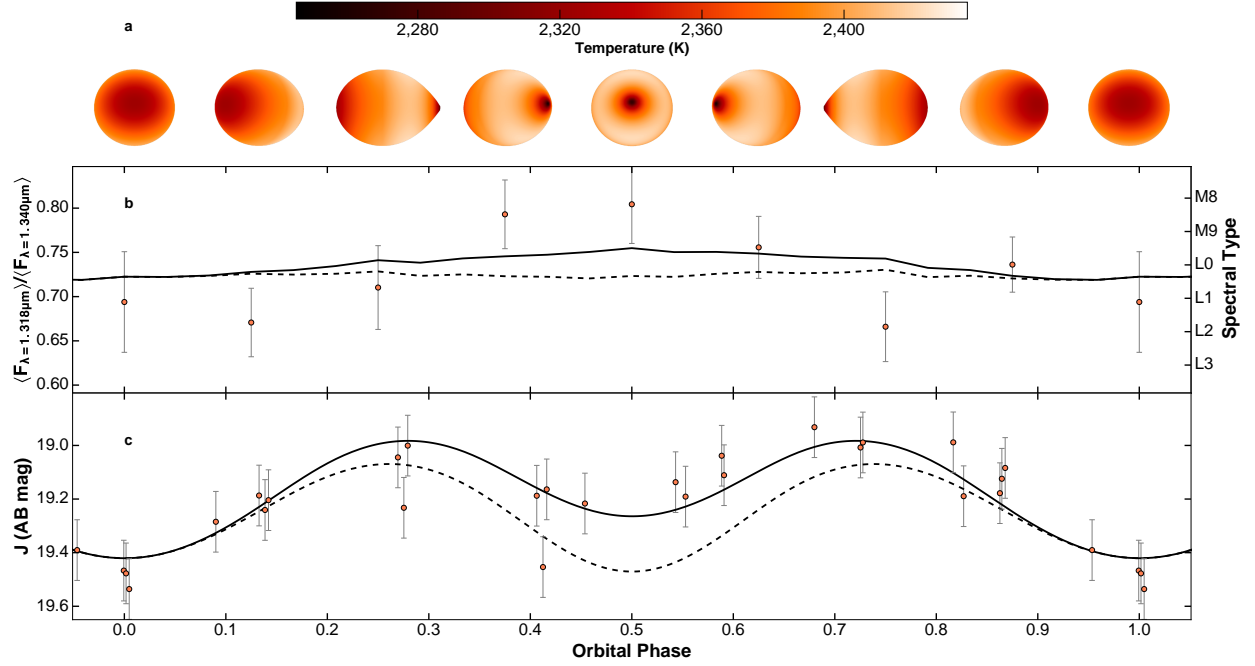 a
2,280 2,320 2,360 2,400
Temperature (K)
b
⟨F λ=1.318μm⟩/⟨F λ=1.340μm⟩
0.80
0.75
0.70
0.65
0.60
M8
M9
L0
L1
L2
L3
Spectral Type
c
J (AB mag)
19.0
19.2
19.4
19.6
0.0 0.1 0.2 0.3 0.4 0.5 0.6 0.7 0.8 0.9 1.0
Orbital Phase